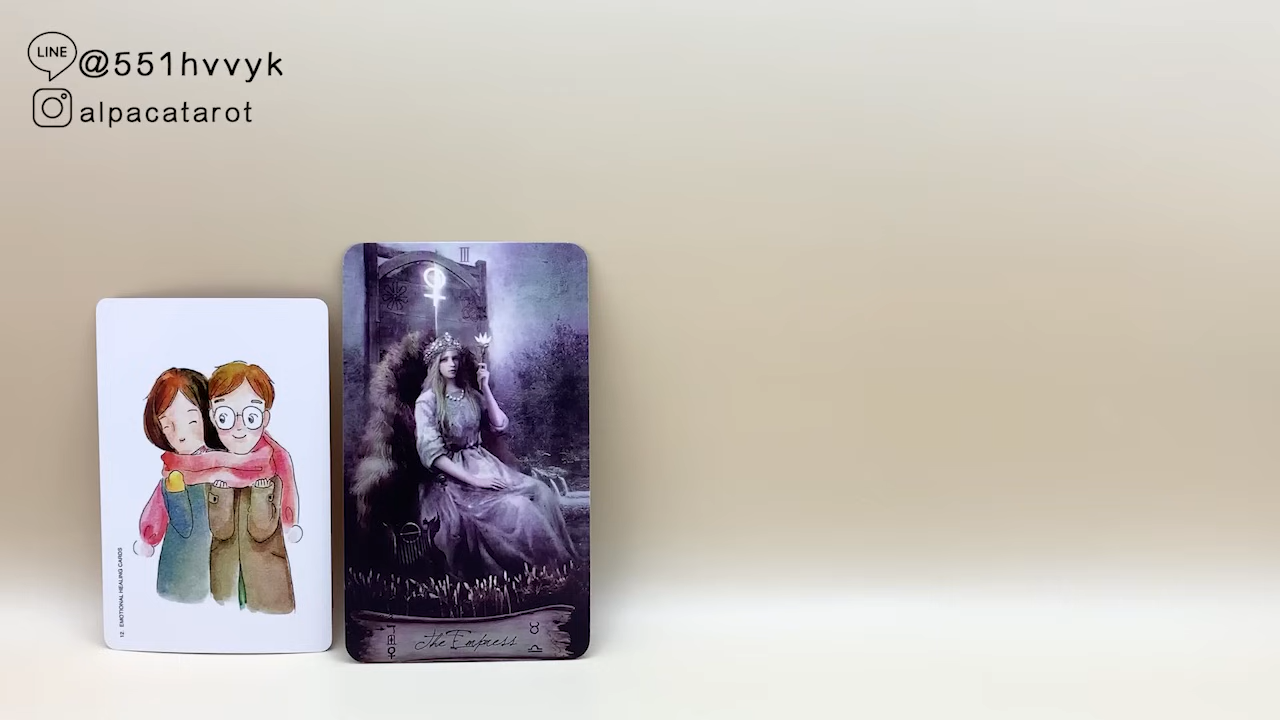 LINE @551hvvyk
alpacatarot
III
12. EMOTIONAL HEALING CARDS
The Empress